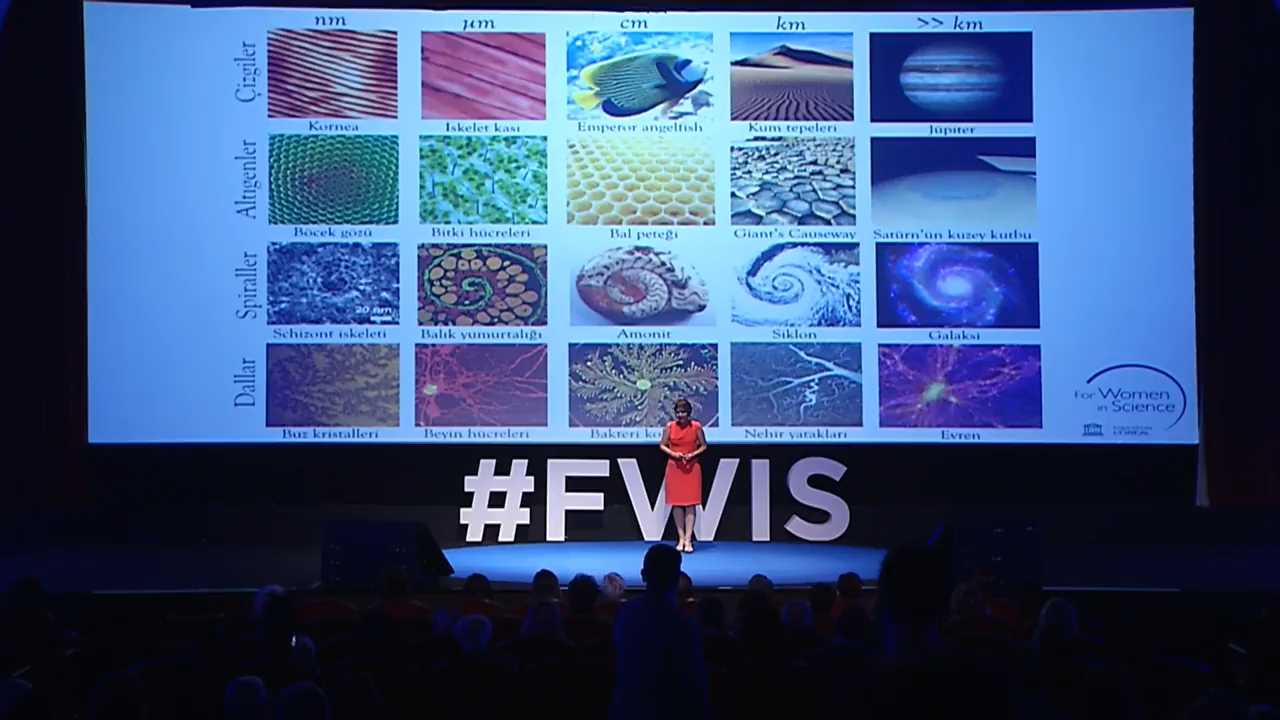 nm µm cm km >> km
Çizgiler
Kornea İskelet kası Emperor angelfish Kum tepeleri Jüpiter
Altıgenler
Böcek gözü Bitki hücreleri Bal peteği Giant's Causeway Satürn'ün kuzey kutbu
Spiraller
20 nm
Schizont iskeleti Balık yumurtalığı Amonit Siklon Galaksi
Dallar
Buz kristalleri Beyin hücreleri Bakteri Nehir yatakları Evren
For Women
in Science
#FWIS